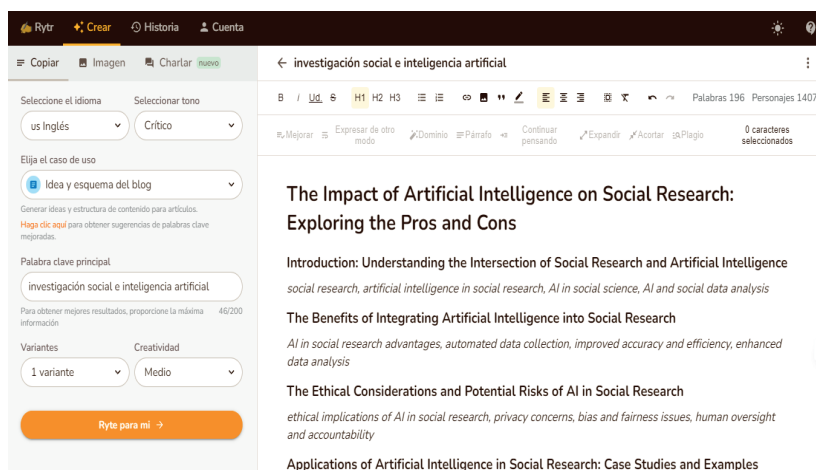 Rytr Crear Historia Cuenta
Copiar Imagen Charlar nuevo
Seleccione el idioma Seleccionar tono
us Inglés Crítico
Elija el caso de uso
Idea y esquema del blog
Generar ideas y estructura de contenido para artículos.
Haga clic aquí para obtener sugerencias de palabras clave
mejoradas.
Palabra clave principal
investigación social e inteligencia artificial
Para obtener mejores resultados, proporcione la máxima 46/200
información
Variantes Creatividad
1 variante Medio
Ryte para mi →
← investigación social e inteligencia artificial
B I Ud. S H1 H2 H3 Palabras 196 Personajes 1407
Mejorar Expresar de otro modo Dominio Párrafo Continuar pensando Expandir Acortar Plagio 0 caracteres seleccionados
The Impact of Artificial Intelligence on Social Research:
Exploring the Pros and Cons
Introduction: Understanding the Intersection of Social Research and Artificial Intelligence
social research, artificial intelligence in social research, AI in social science, AI and social data analysis
The Benefits of Integrating Artificial Intelligence into Social Research
AI in social research advantages, automated data collection, improved accuracy and efficiency, enhanced
data analysis
The Ethical Considerations and Potential Risks of AI in Social Research
ethical implications of AI in social research, privacy concerns, bias and fairness issues, human oversight
and accountability
Applications of Artificial Intelligence in Social Research: Case Studies and Examples